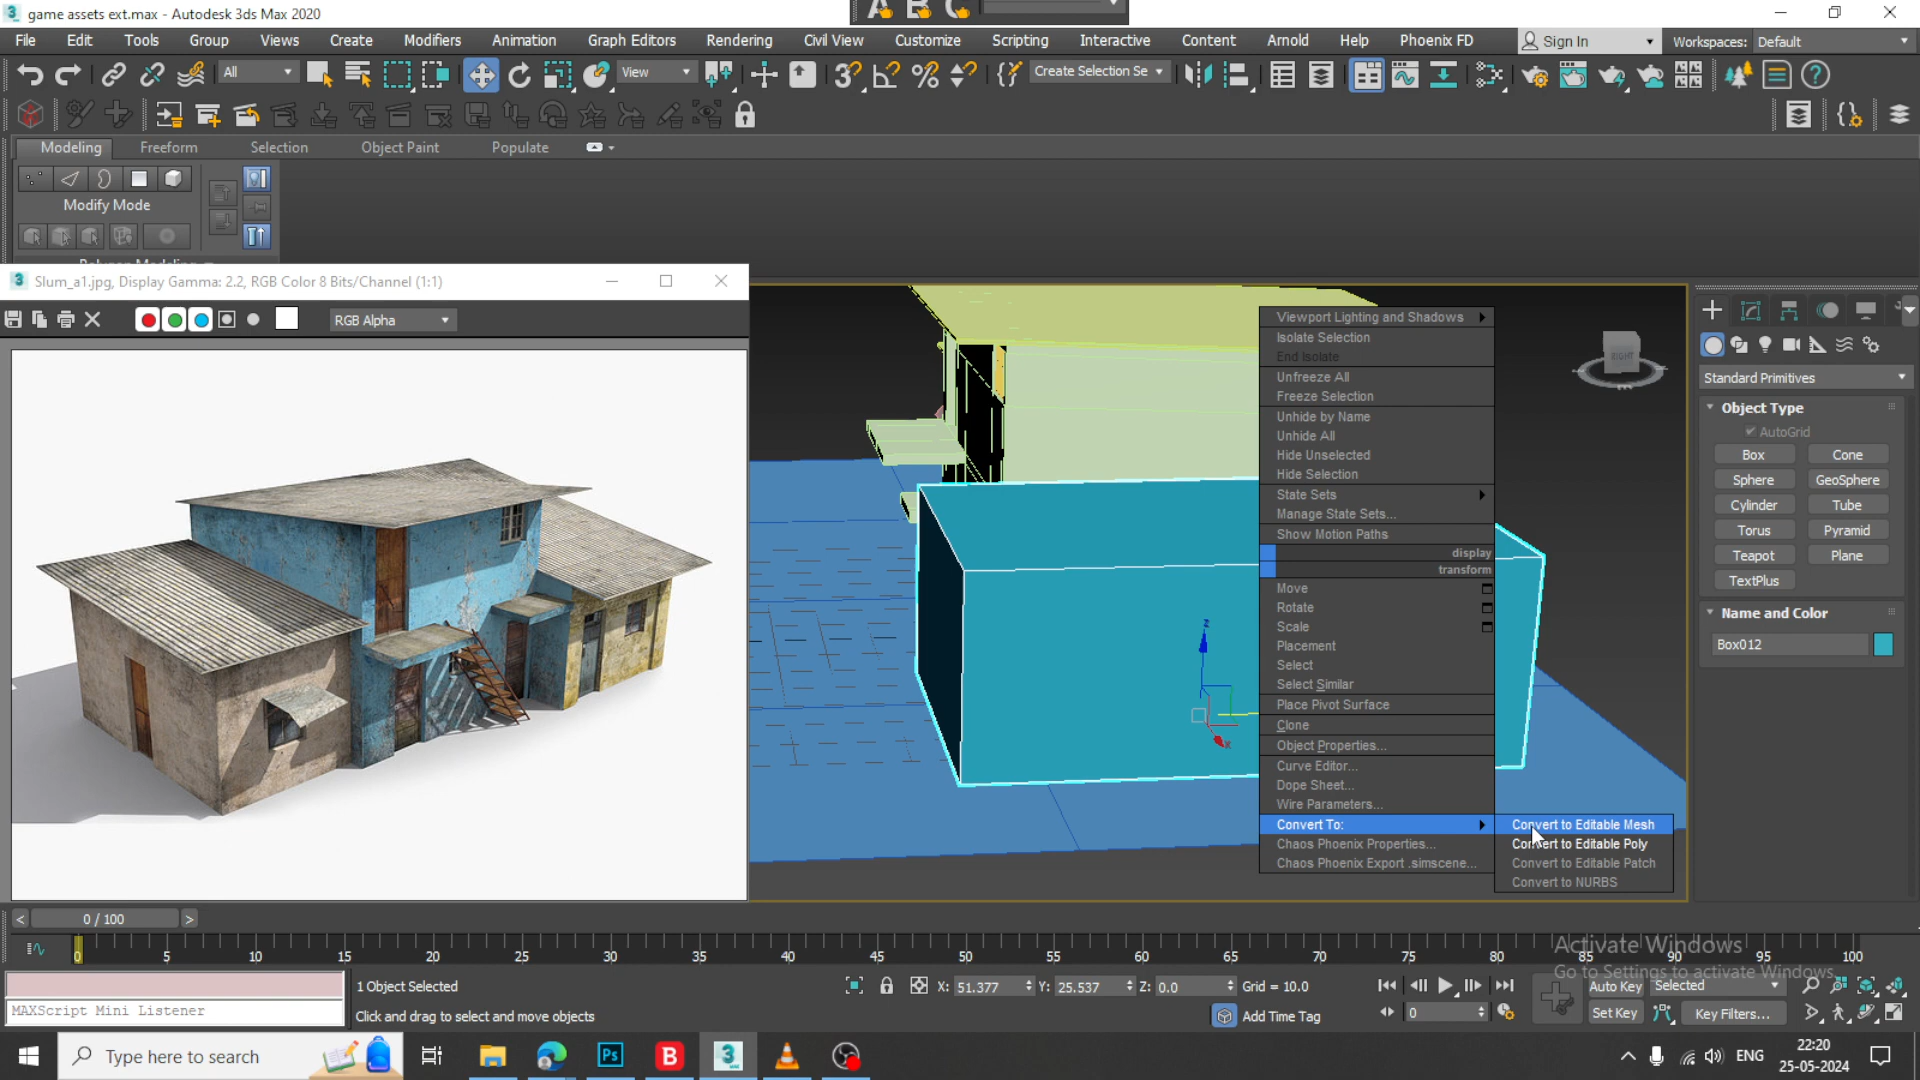 game assets ext.max - Autodesk 3ds Max 2020
File Edit Tools Group Views Create Modifiers Animation Graph Editors Rendering Civil View Customize Scripting Interactive Content Arnold Help Phoenix FD Sign In Workspaces: Default
All View Create Selection Se
Modeling Freeform Selection Object Paint Populate
Modify Mode
Slum_a1.jpg, Display Gamma: 2.2, RGB Color 8 Bits/Channel (1:1)
RGB Alpha
Viewport Lighting and Shadows
Isolate Selection
End Isolate
Unfreeze All
Freeze Selection
Unhide by Name
Unhide All
Hide Unselected
Hide Selection
State Sets
Manage State Sets...
Show Motion Paths
display
transform
Move
Rotate
Scale
Placement
Select
Select Similar
Place Pivot Surface
Clone
Object Properties...
Curve Editor...
Dope Sheet...
Wire Parameters...
Convert To:
Chaos Phoenix Properties...
Chaos Phoenix Export .simscene...
Convert to Editable Mesh
Convert to Editable Poly
Convert to Editable Patch
Convert to NURBS
RIGHT
z
x
Standard Primitives
Object Type
AutoGrid
Box Cone
Sphere GeoSphere
Cylinder Tube
Torus Pyramid
Teapot Plane
TextPlus
Name and Color
Box012
< 0 / 100 >
0 5 10 15 20 25 30 35 40 45 50 55 60 65 70 75 80 85 90 95 100
Activate Windows
Go to Settings to activate Windows.
1 Object Selected
X: 51.377 Y: 25.537 Z: 0.0 Grid = 10.0
Auto Key Selected
MAXScript Mini Listener
Click and drag to select and move objects
Add Time Tag
0
Set Key Key Filters...
Type here to search
Ps B 3
ENG
22:20
25-05-2024